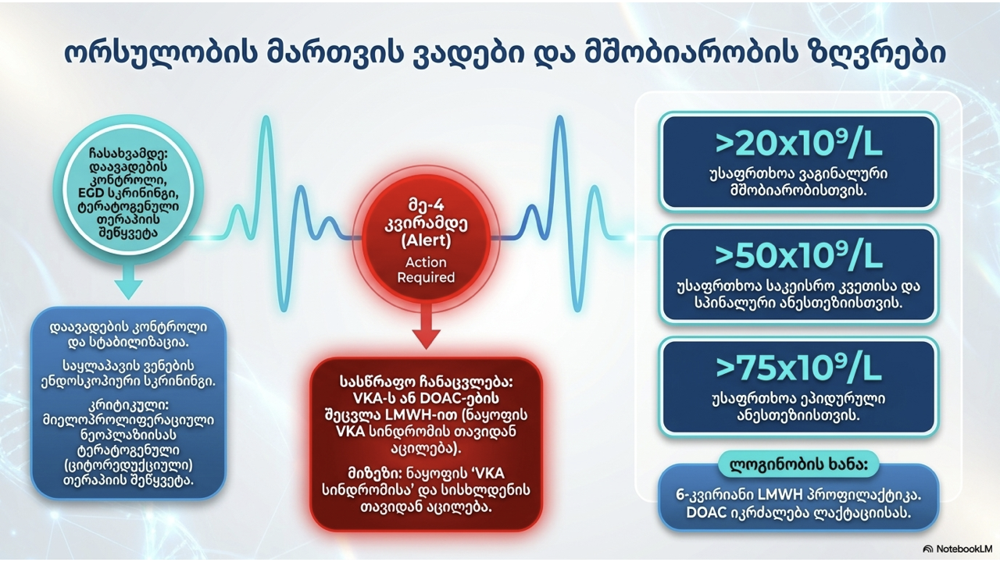 ორსულობის მართვის ვადები და მშობიარობის ზღვრები
ჩასახვამდე:
დაავადების
კონტროლი,
EGD სკრინინგი,
ტერატოგენული
თერაპიის
შეწყვეტა
დაავადების კონტროლი
და სტაბილიზაცია.
საყლაპავის ვენების
ენდოსკოპიური სკრინინგი.
კრიტიკული:
მიელოპროლიფერაციული
ნეოპლაზიისას
ტერატოგენული
(ციტორედუქციული)
თერაპიის შეწყვეტა.
მე-4
კვირამდე
(Alert)
Action
Required
სასწრაფო ჩანაცვლება:
VKA-ს ან DOAC-ების
შეცვლა LMWH-ით (ნაყოფის
VKA სინდრომის თავიდან
აცილება).
მიზეზი: ნაყოფის ‘VKA
სინდრომისა’ და სისხლდენის
თავიდან აცილება.
>20x10⁹/L
უსაფრთხოა ვაგინალური
მშობიარობისთვის.
>50x10⁹/L
უსაფრთხოა საკეისრო კვეთისა და
სპინალური ანესთეზიისთვის.
>75x10⁹/L
უსაფრთხოა ეპიდურული
ანესთეზიისთვის.
ლოგინობის ხანა:
6-კვირიანი LMWH პროფილაქტიკა.
DOAC იკრძალება ლაქტაციისას.
NotebookLM